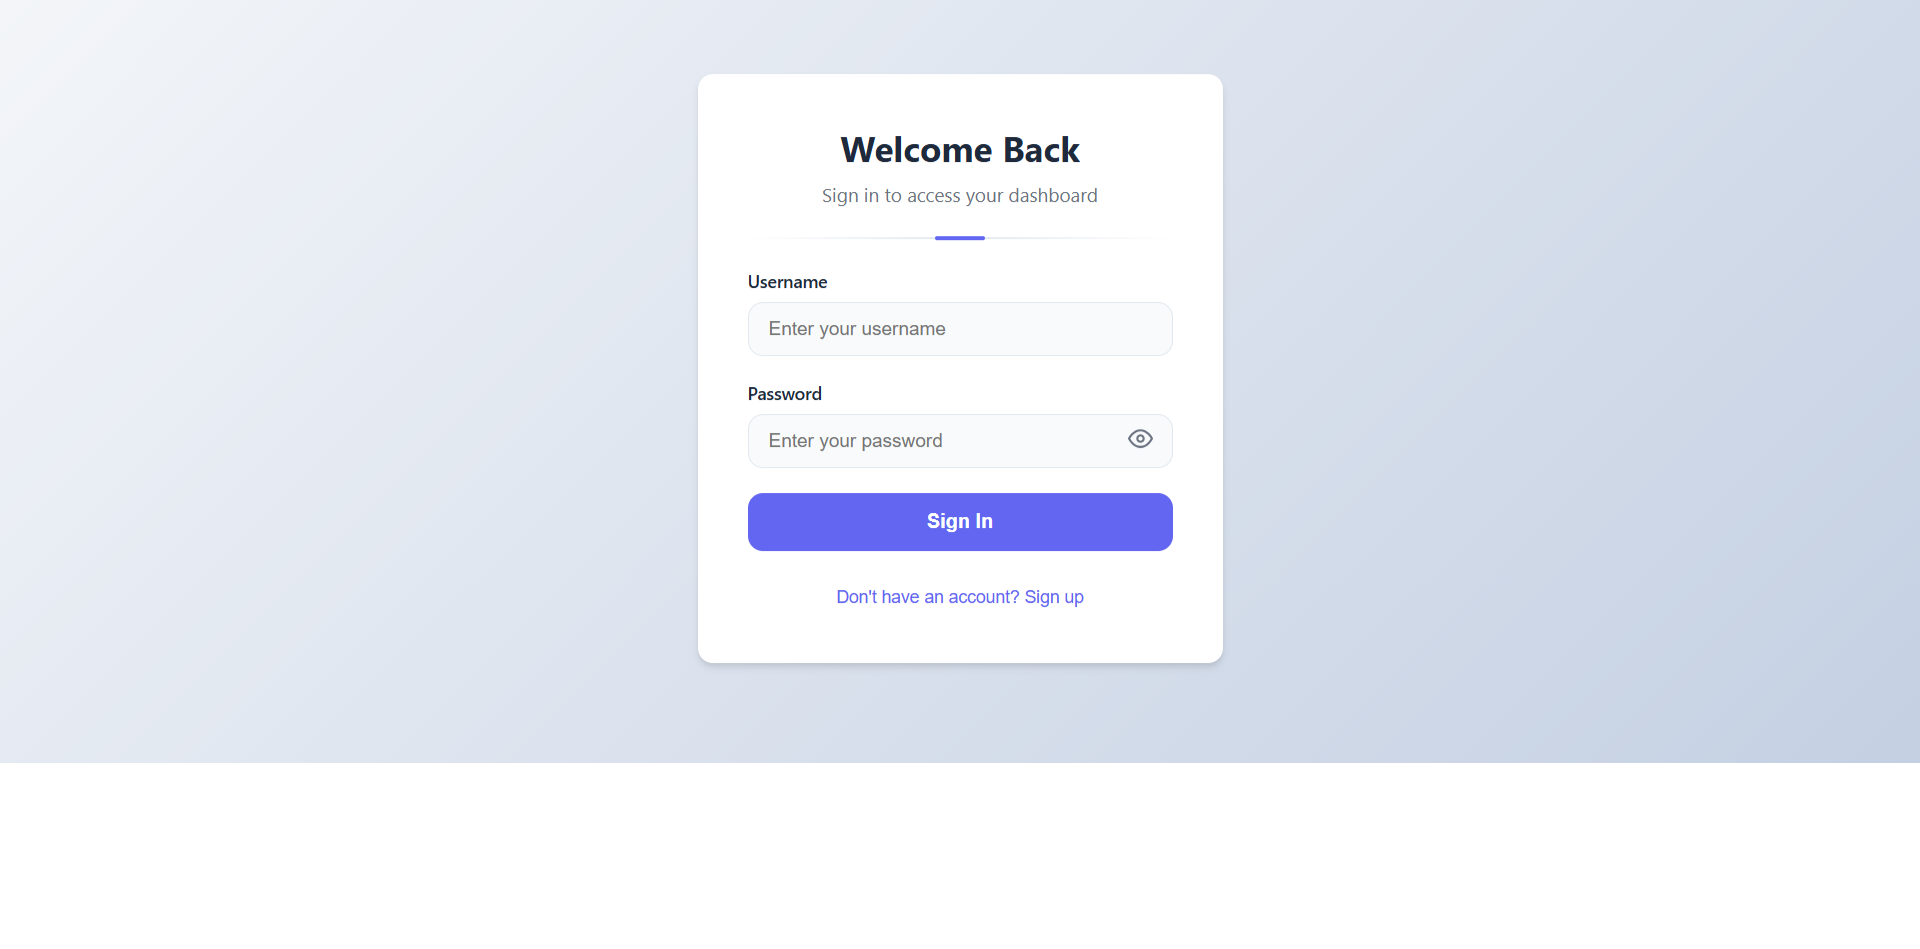 Welcome Back
Sign in to access your dashboard
Username
Enter your username
Password
Enter your password
Sign In
Don't have an account? Sign up